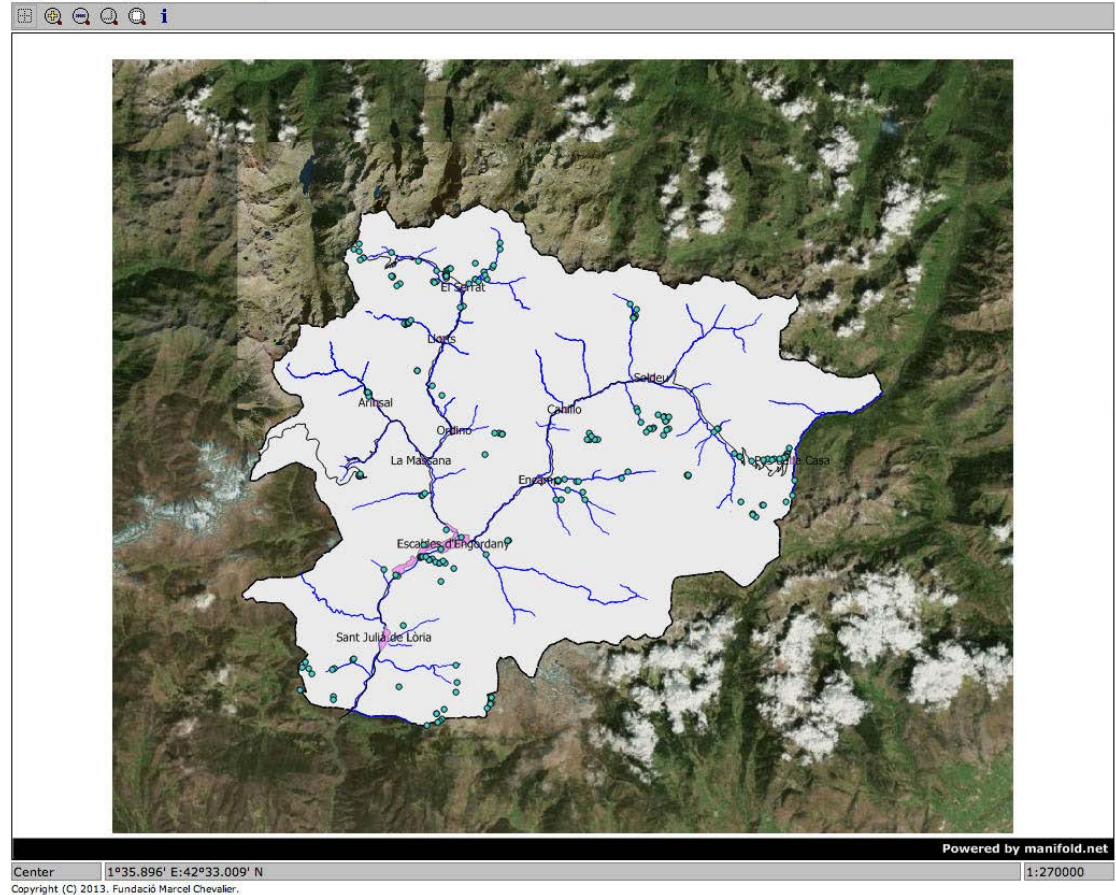 i
El Serrat
Llorts
Soldeu
Arinsal
Canillo
Ordino
La Massana
Encamp
Escaldes d'Engordany
Sant Julià de Lòria
Powered by manifold.net
Center 1°35.896' E:42°33.009' N 1:270000
Copyright (C) 2013. Fundació Marcel Chevalier.